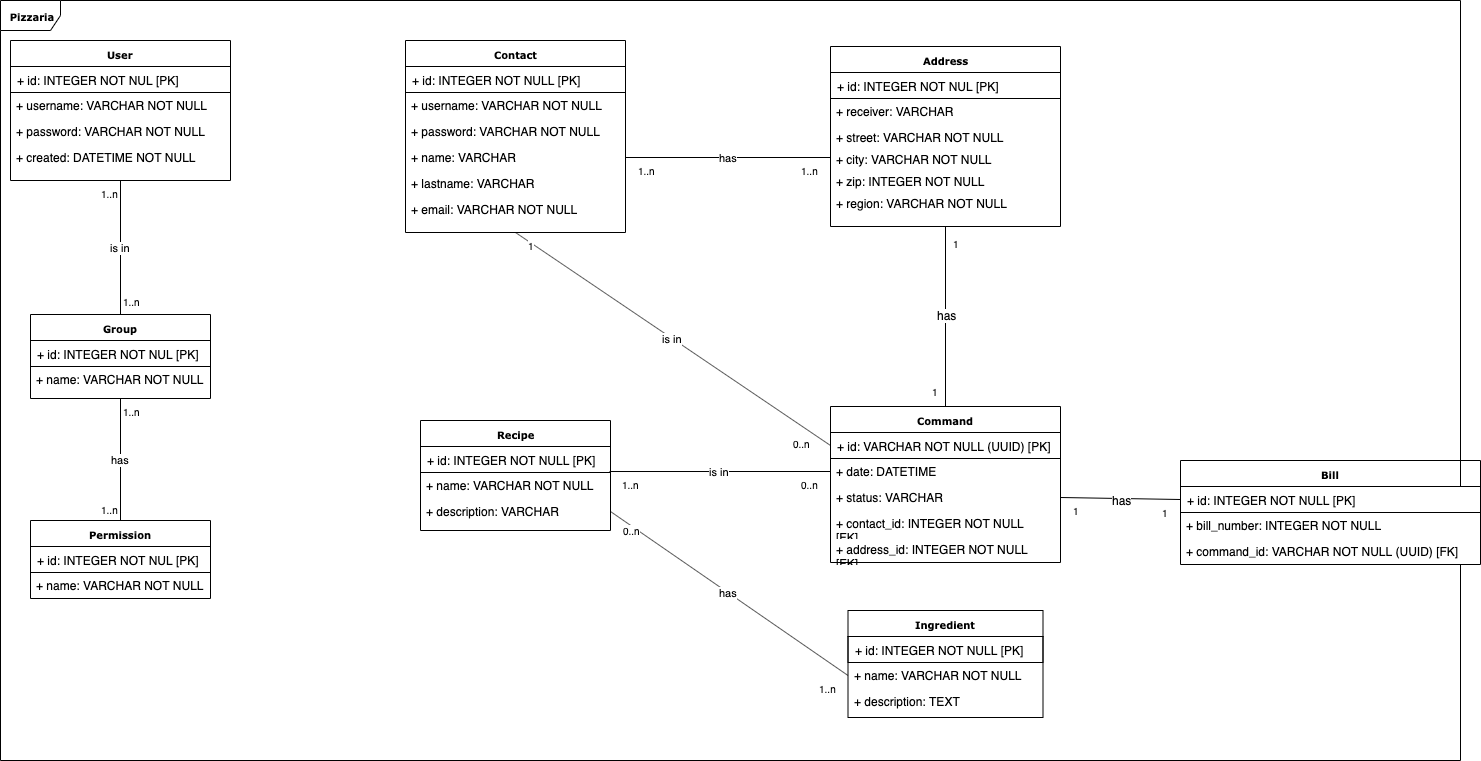 Pizzaria
User
+ id: INTEGER NOT NUL [PK]
+ username: VARCHAR NOT NULL
+ password: VARCHAR NOT NULL
+ created: DATETIME NOT NULL
1..n
is in
1..n
Group
+ id: INTEGER NOT NUL [PK]
+ name: VARCHAR NOT NULL
1..n
has
1..n
Permission
+ id: INTEGER NOT NUL [PK]
+ name: VARCHAR NOT NULL
Contact
+ id: INTEGER NOT NULL [PK]
+ username: VARCHAR NOT NULL
+ password: VARCHAR NOT NULL
+ name: VARCHAR
+ lastname: VARCHAR
+ email: VARCHAR NOT NULL
has
1..n
1..n
Address
+ id: INTEGER NOT NUL [PK]
+ receiver: VARCHAR
+ street: VARCHAR NOT NULL
+ city: VARCHAR NOT NULL
+ zip: INTEGER NOT NULL
+ region: VARCHAR NOT NULL
1
is in
0..n
1
has
1
Recipe
+ id: INTEGER NOT NULL [PK]
+ name: VARCHAR NOT NULL
+ description: VARCHAR
is in
1..n
0..n
Command
+ id: VARCHAR NOT NULL (UUID) [PK]
+ date: DATETIME
+ status: VARCHAR
+ contact_id: INTEGER NOT NULL
[FK]
+ address_id: INTEGER NOT NULL
[FK]
has
1
1
Bill
+ id: INTEGER NOT NULL [PK]
+ bill_number: INTEGER NOT NULL
+ command_id: VARCHAR NOT NULL (UUID) [FK]
0..n
has
1..n
Ingredient
+ id: INTEGER NOT NULL [PK]
+ name: VARCHAR NOT NULL
+ description: TEXT